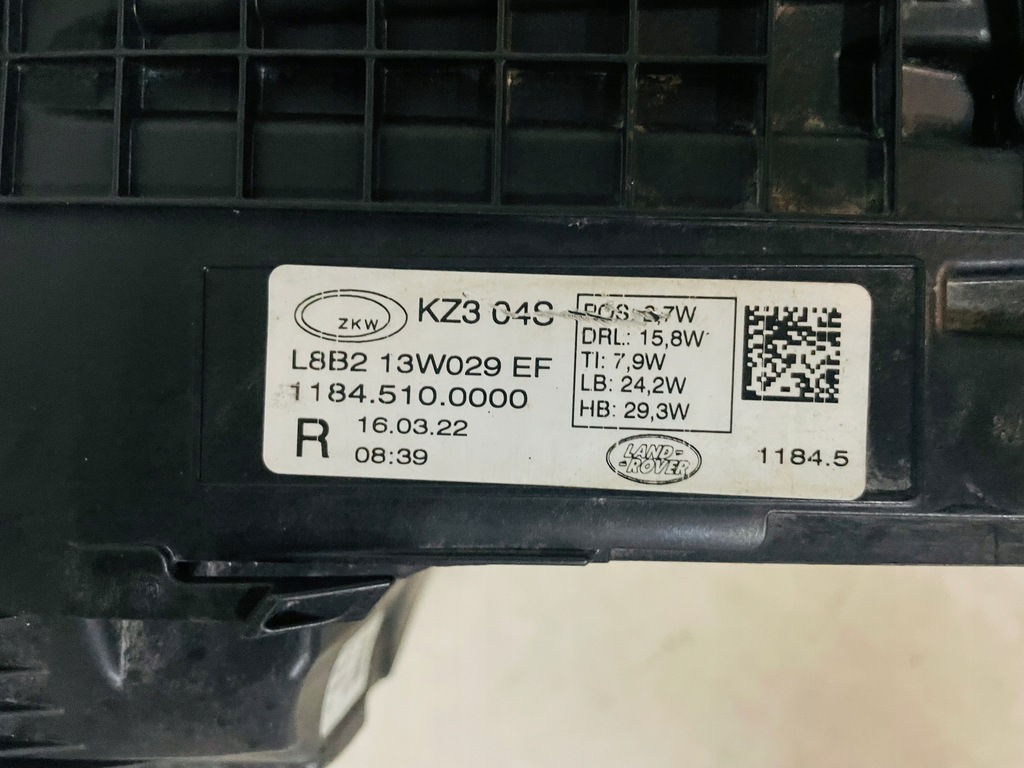 ZKW
KZ3 04S
L8B2 13W029 EF
1184.510.0000
R
16.03.22
08:39
POS: 3,7W
DRL.: 15,8W
TI: 7,9W
LB: 24,2W
HB: 29,3W
LAND-
-ROVER
1184.5